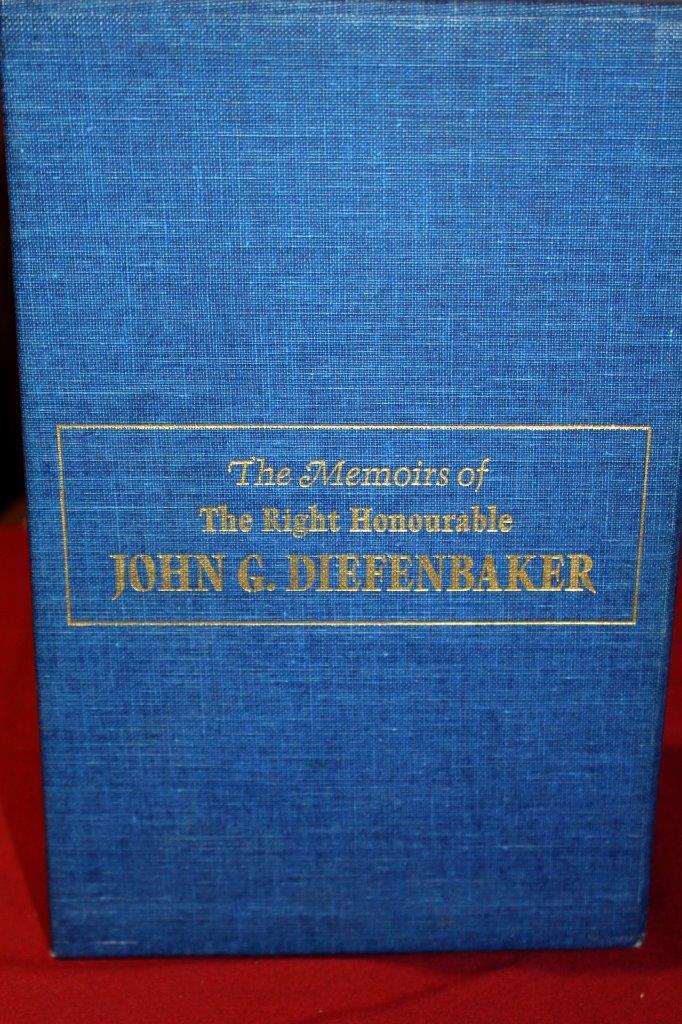 The Memoirs of
The Right Honourable
JOHN G. DIEFENBAKER